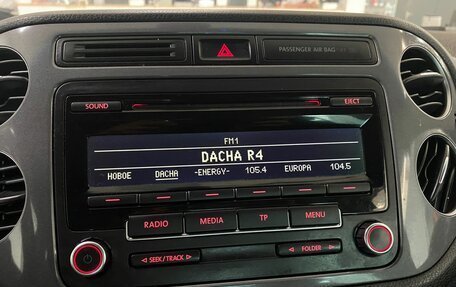 PASSENGER AIR BAG
SOUND
EJECT
FM1
DACHA R4
НОВОЕ DACHA -ENERGY- 105.4 EUROPA 104.5
RADIO MEDIA TP MENU
SEEK/TRACK FOLDER